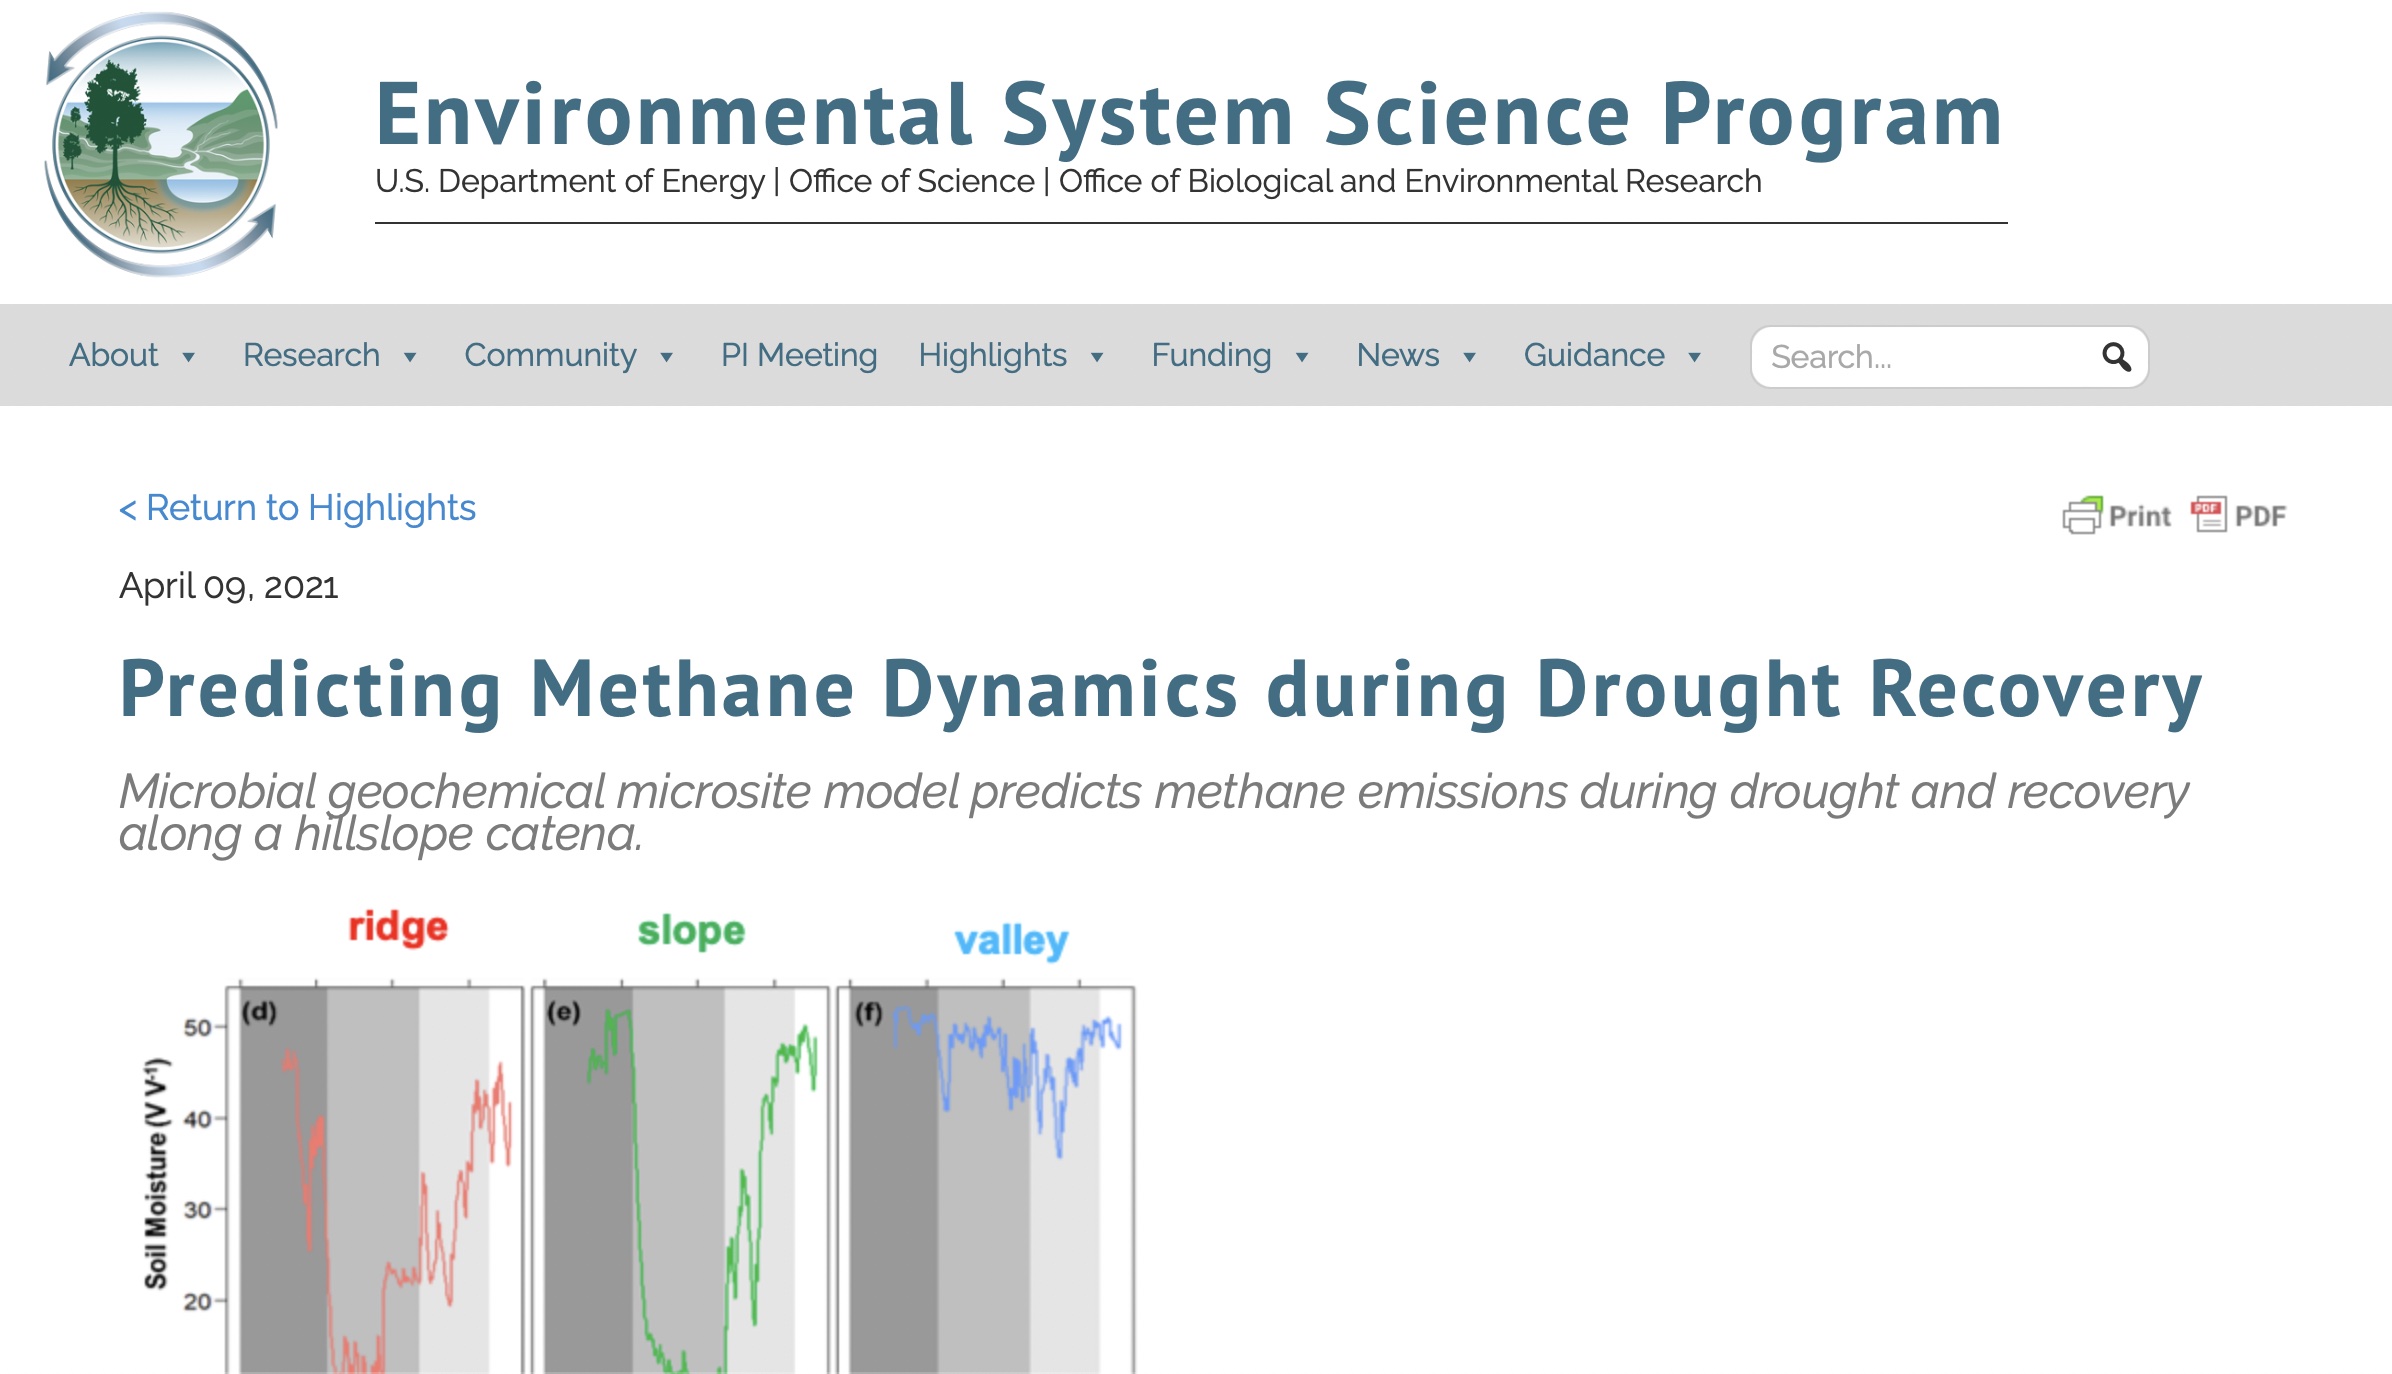 Environmental System Science Program
U.S. Department of Energy | Office of Science | Office of Biological and Environmental Research
About ▼ Research ▼ Community ▼ PI Meeting Highlights ▼ Funding ▼ News ▼ Guidance ▼ Search...
< Return to Highlights
Print PDF PDF
April 09, 2021
Predicting Methane Dynamics during Drought Recovery
Microbial geochemical microsite model predicts methane emissions during drought and recovery
along a hillslope catena.
ridge slope valley
(d) (e) (f)
Soil Moisture (V V⁻¹)
50
40
30
20